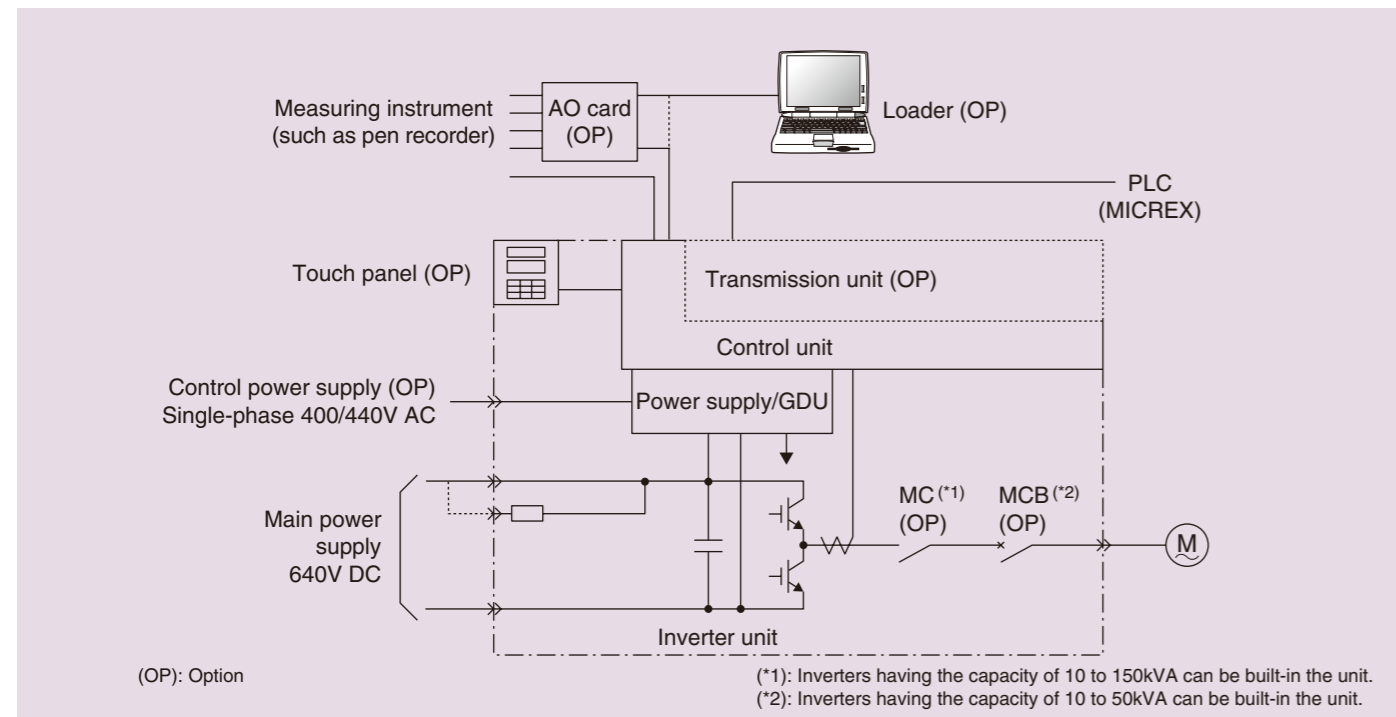 Measuring instrument
(such as pen recorder)
AO card
(OP)
Loader (OP)
PLC
(MICREX)
Touch panel (OP)
Transmission unit (OP)
Control unit
Control power supply (OP)
Single-phase 400/440V AC
Power supply/GDU
Main power
supply
640V DC
MC (*1)
(OP)
MCB (*2)
(OP)
M
Inverter unit
(OP): Option
(*1): Inverters having the capacity of 10 to 150kVA can be built-in the unit.
(*2): Inverters having the capacity of 10 to 50kVA can be built-in the unit.